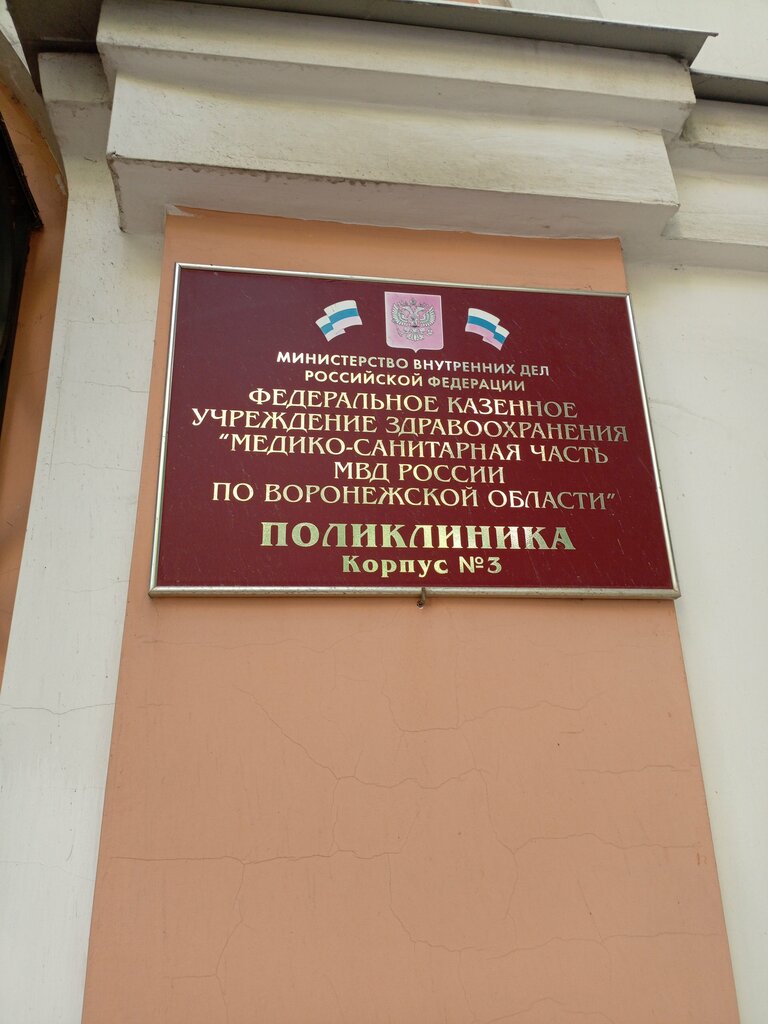 МИНИСТЕРСТВО ВНУТРЕННИХ ДЕЛ
РОССИЙСКОЙ ФЕДЕРАЦИИ
ФЕДЕРАЛЬНОЕ КАЗЕННОЕ
УЧРЕЖДЕНИЕ ЗДРАВООХРАНЕНИЯ
"МЕДИКО-САНИТАРНАЯ ЧАСТЬ
МВД РОССИИ
ПО ВОРОНЕЖСКОЙ ОБЛАСТИ"
ПОЛИКЛИНИКА
Корпус №3